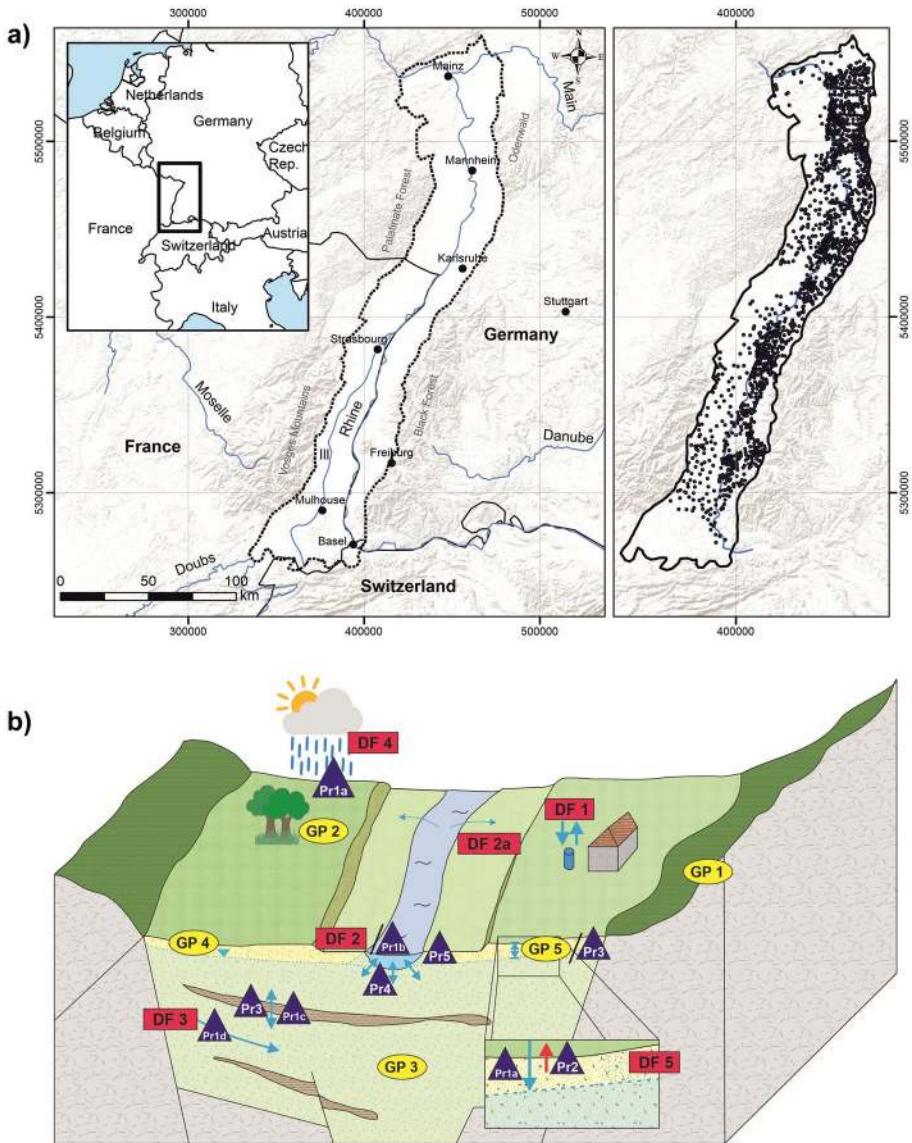 a)
300000
400000
500000
400000
Netherlands
Germany
Belgium
Czech
Rep.
France
Austria
Switzerland
Italy
Mainz
Main
W E
S
Odenwald
Mannheim
Palatinate Forest
Karlsruhe
Stuttgart
Strasbourg
Germany
Moselle
Vosges Mountains
Rhine
Ill
Black Forest
Danube
France
Freiburg
Mulhouse
Basel
Doubs
Switzerland
0 50 100
km
5500000
5400000
5300000
5500000
5400000
5300000
300000
400000
500000
400000
b)
DF 4
Pr1a
GP 2
DF 2a
DF 1
GP 1
GP 4
DF 2
Pr1b
Pr5
GP 5
Pr3
Pr4
Pr3
Pr1c
DF 3
Pr1d
GP 3
Pr1a
Pr2
DF 5